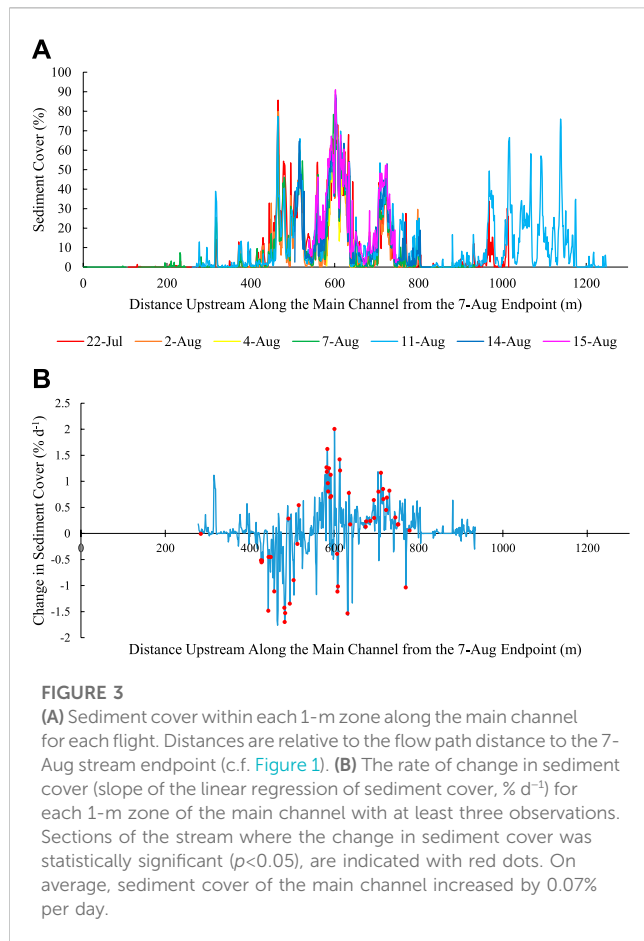 A
100
90
80
70
60
50
40
30
20
10
0
Sediment Cover (%)
0 200 400 600 800 1000 1200
Distance Upstream Along the Main Channel from the 7-Aug Endpoint (m)
22-Jul 2-Aug 4-Aug 7-Aug 11-Aug 14-Aug 15-Aug
B
2.5
2
1.5
1
0.5
0
-0.5
-1
-1.5
-2
Change in Sediment Cover (% d⁻¹)
0 200 400 600 800 1000 1200
Distance Upstream Along the Main Channel from the 7-Aug Endpoint (m)
FIGURE 3
(A) Sediment cover within each 1-m zone along the main channel
for each flight. Distances are relative to the flow path distance to the 7-
Aug stream endpoint (c.f. Figure 1). (B) The rate of change in sediment
cover (slope of the linear regression of sediment cover, % d⁻¹) for
each 1-m zone of the main channel with at least three observations.
Sections of the stream where the change in sediment cover was
statistically significant (p<0.05), are indicated with red dots. On
average, sediment cover of the main channel increased by 0.07%
per day.